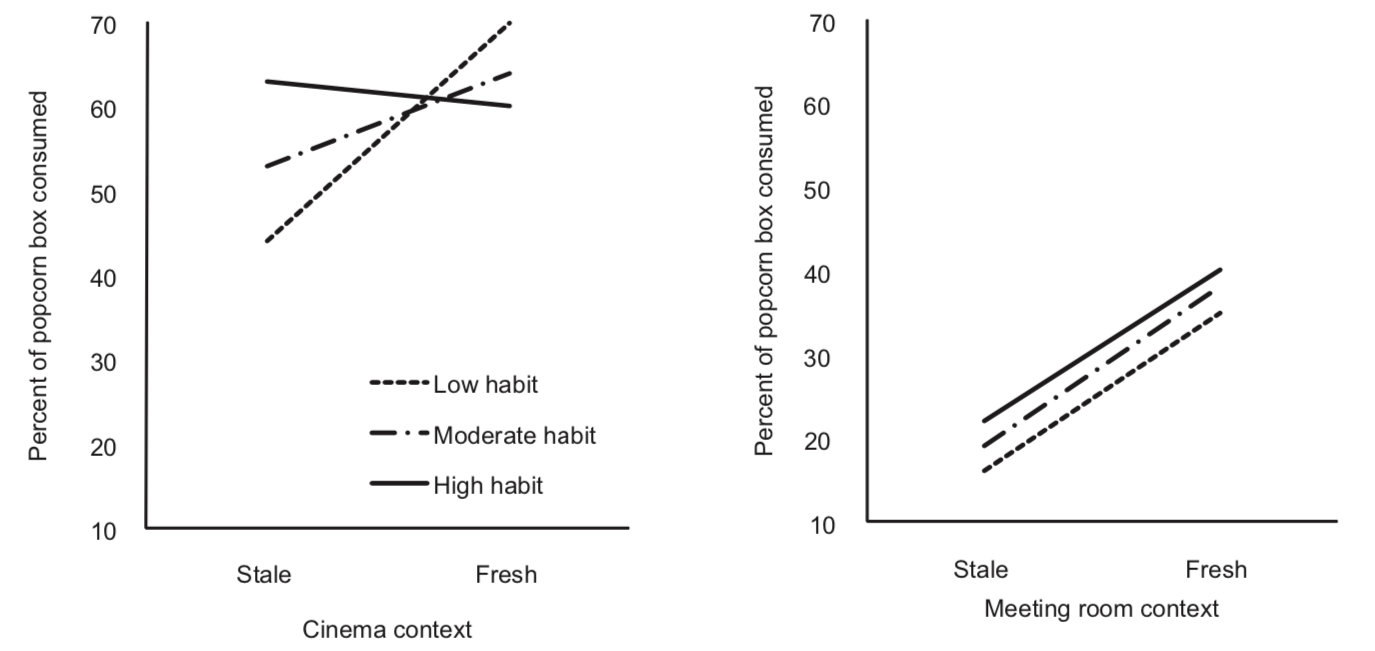 Percent of popcorn box consumed
70
60
50
40
30
20
10
Low habit
Moderate habit
High habit
Stale
Fresh
Cinema context
Percent of popcorn box consumed
70
60
50
40
30
20
10
Stale
Fresh
Meeting room context